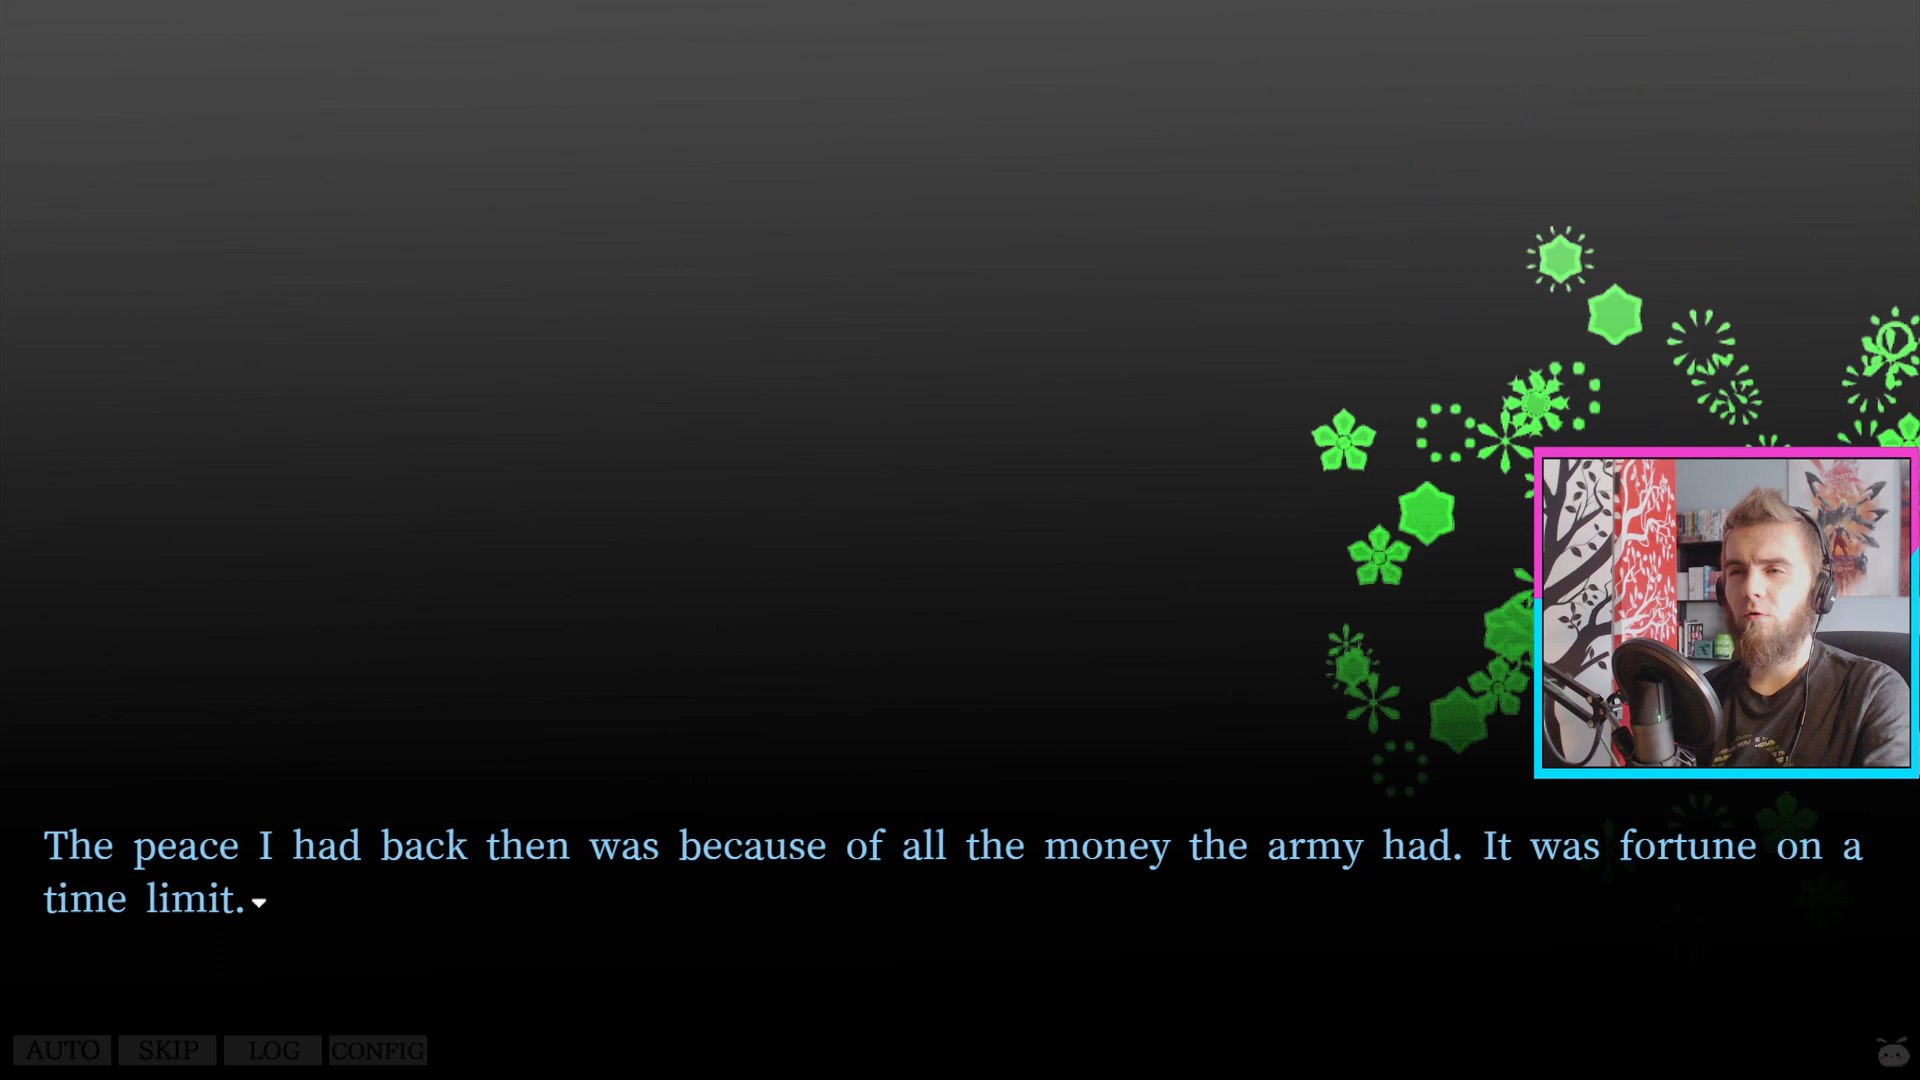 The peace I had back then was because of all the money the army had. It was fortune on a
time limit.
AUTO SKIP LOG CONFIG